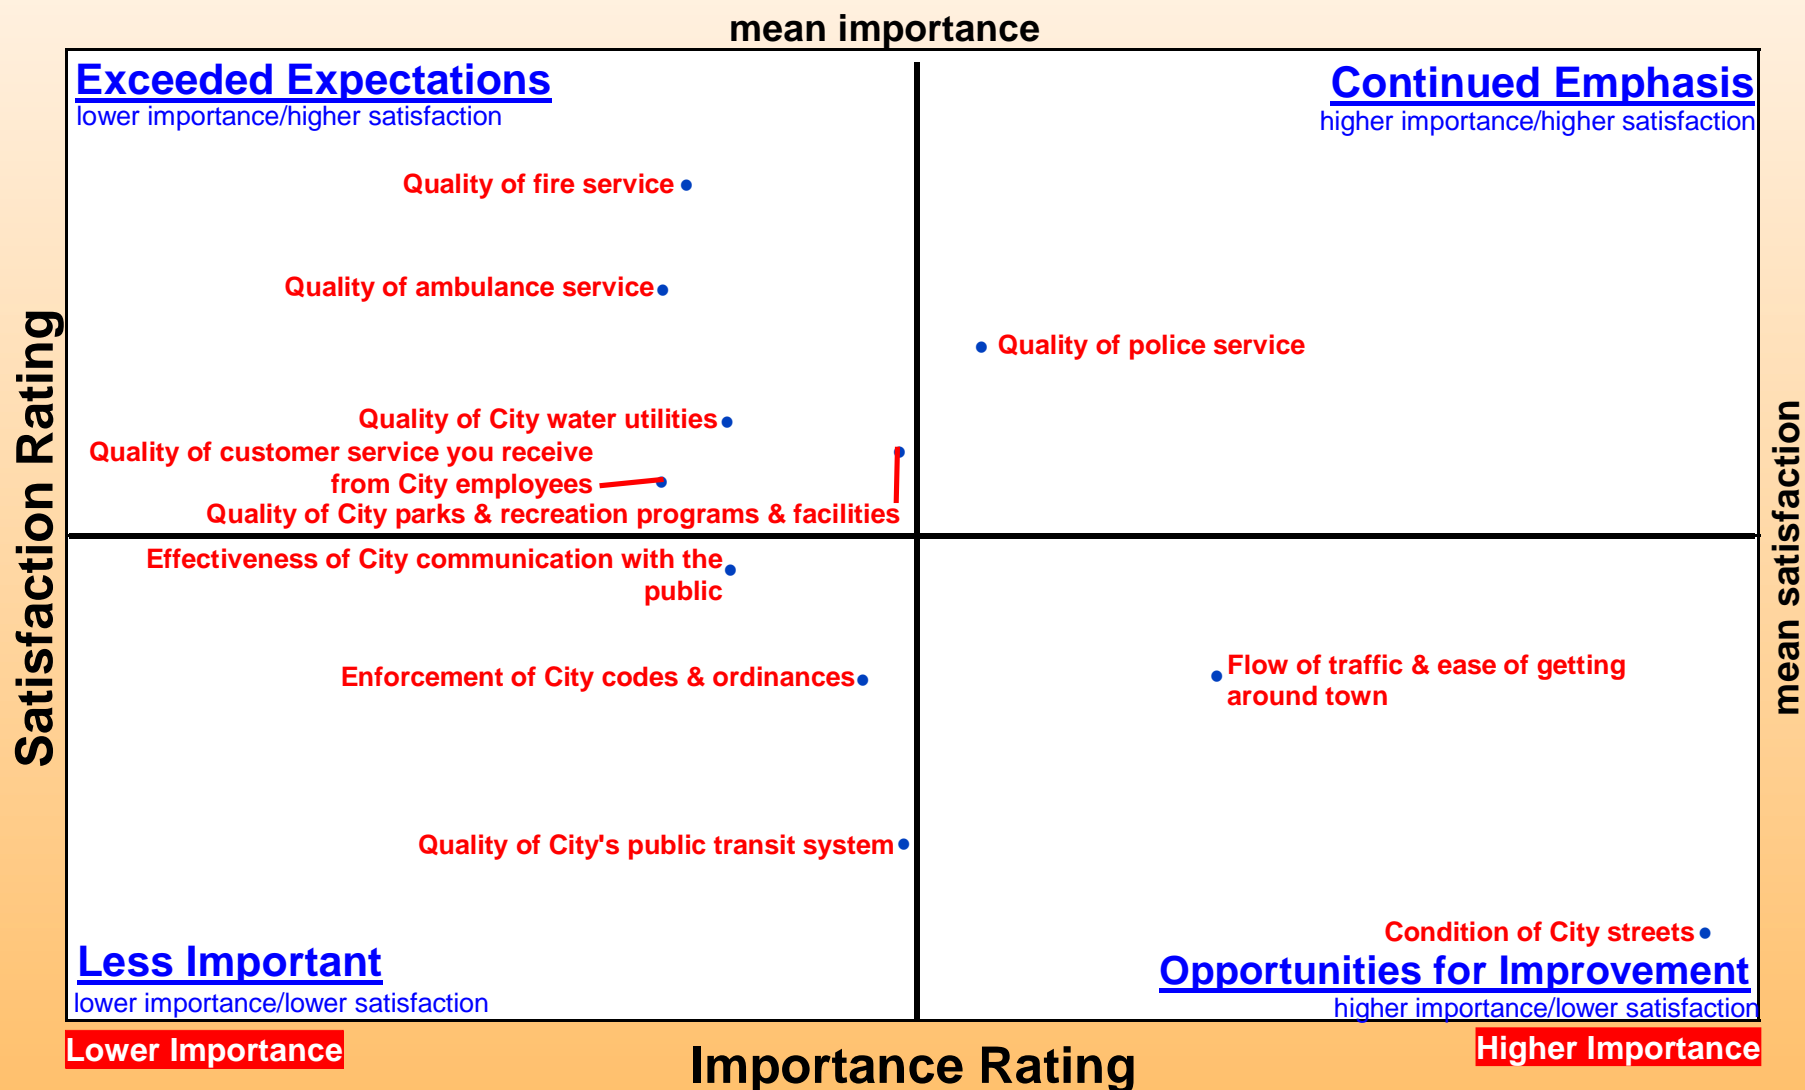 mean importance
Exceeded Expectations
lower importance/higher satisfaction
Continued Emphasis
higher importance/higher satisfaction
Quality of fire service
Quality of ambulance service
Quality of police service
Quality of City water utilities
Quality of customer service you receive
from City employees
Quality of City parks & recreation programs & facilities
Effectiveness of City communication with the
public
Enforcement of City codes & ordinances
Flow of traffic & ease of getting
around town
Quality of City's public transit system
Condition of City streets
Less Important
lower importance/lower satisfaction
Opportunities for Improvement
higher importance/lower satisfaction
Satisfaction Rating
mean satisfaction
Lower Importance
Importance Rating
Higher Importance